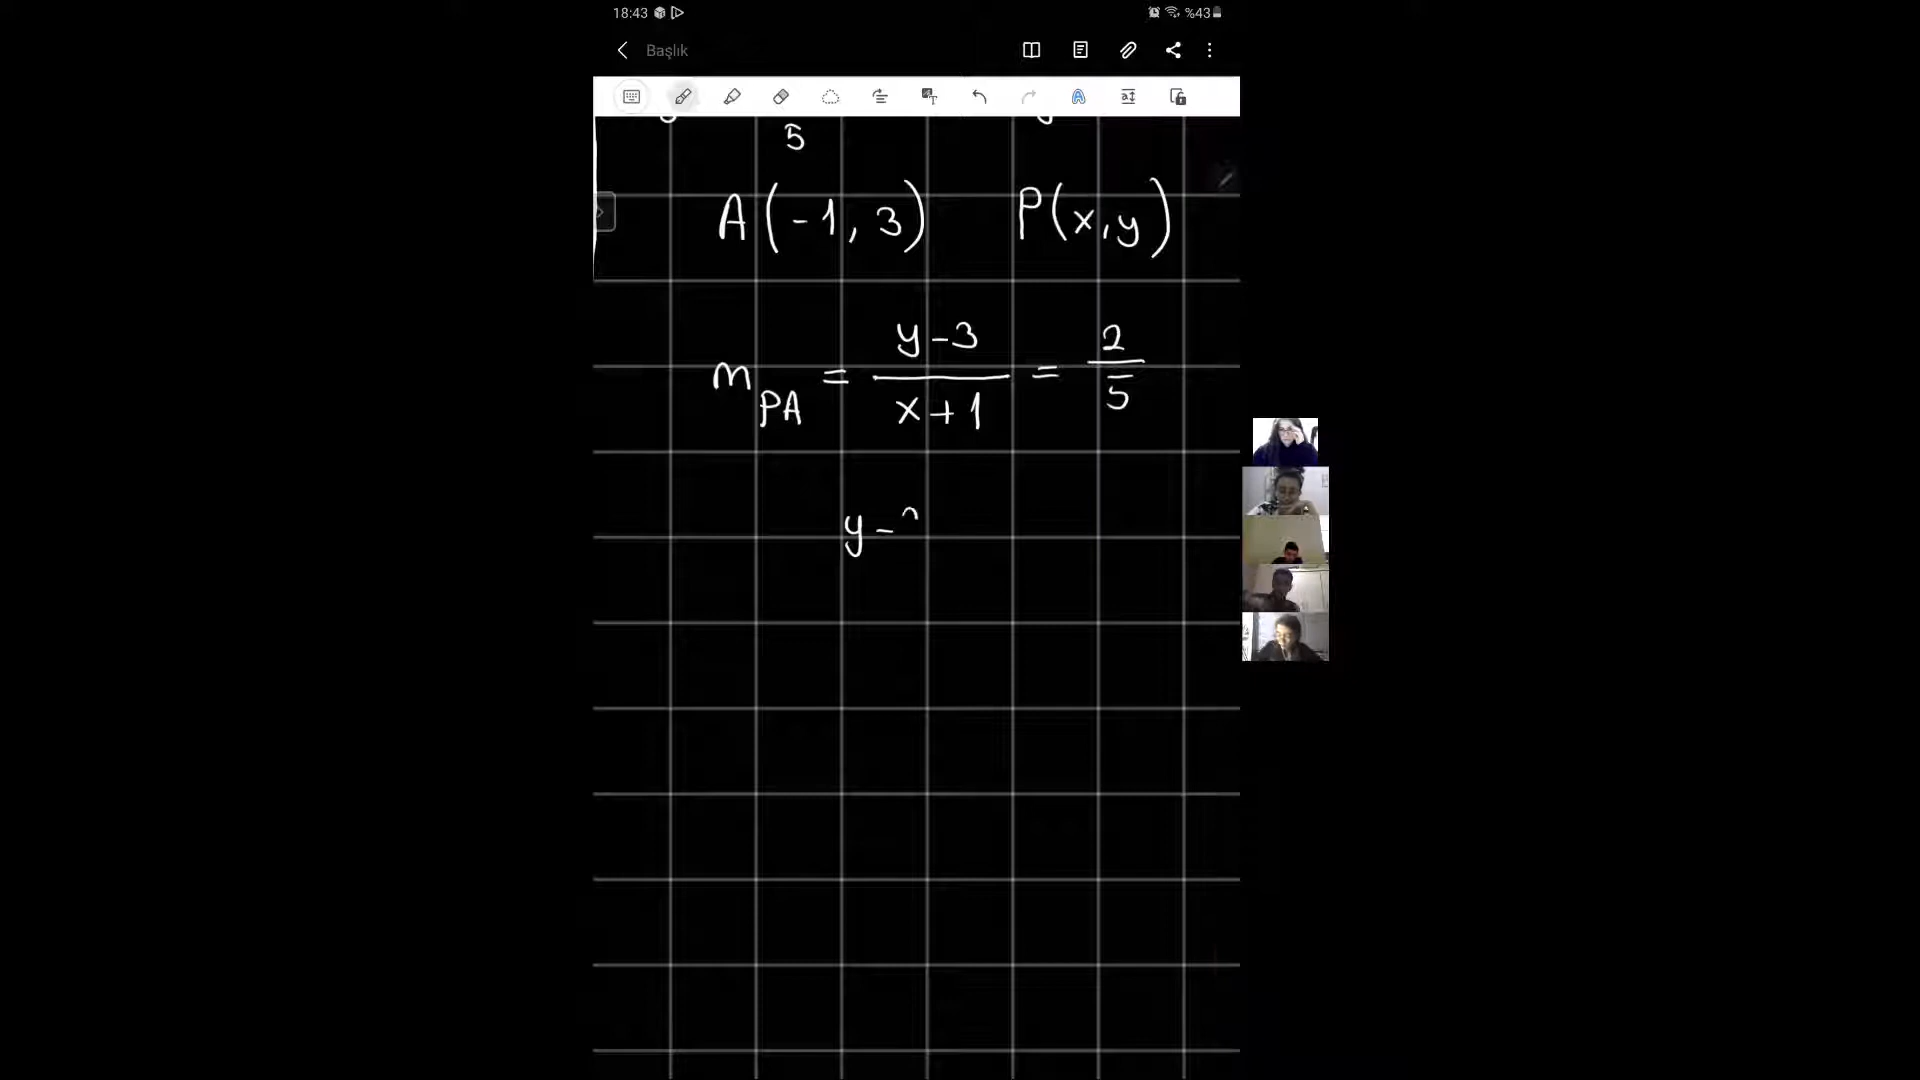 18:43 %43
Başlık
5
A(-1, 3) P(x,y)
m_PA = y-3/x+1 = 2/5
y-